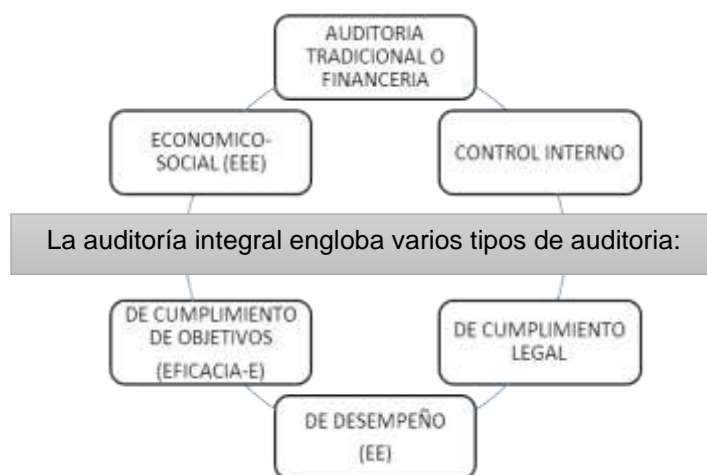 AUDITORIA
TRADICIONAL O
FINANCERIA
ECONOMICO-
SOCIAL (EEE)
CONTROL INTERNO
La auditoría integral engloba varios tipos de auditoria:
DE CUMPLIMIENTO
DE OBJETIVOS
(EFICACIA-E)
DE CUMPLIMIENTO
LEGAL
DE DESEMPEÑO
(EE)